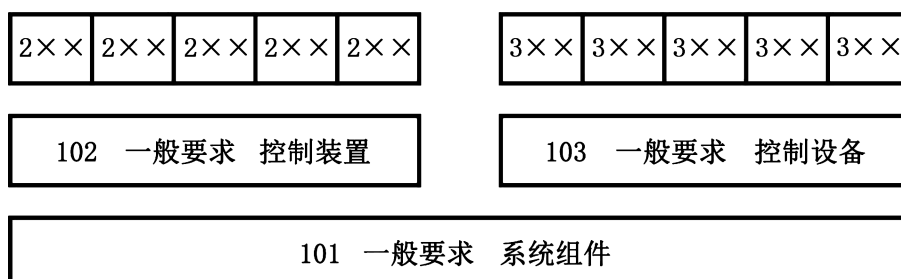 2×× 2×× 2×× 2×× 2×× 3×× 3×× 3×× 3×× 3××
102 一般要求 控制装置 103 一般要求 控制设备
101 一般要求 系统组件